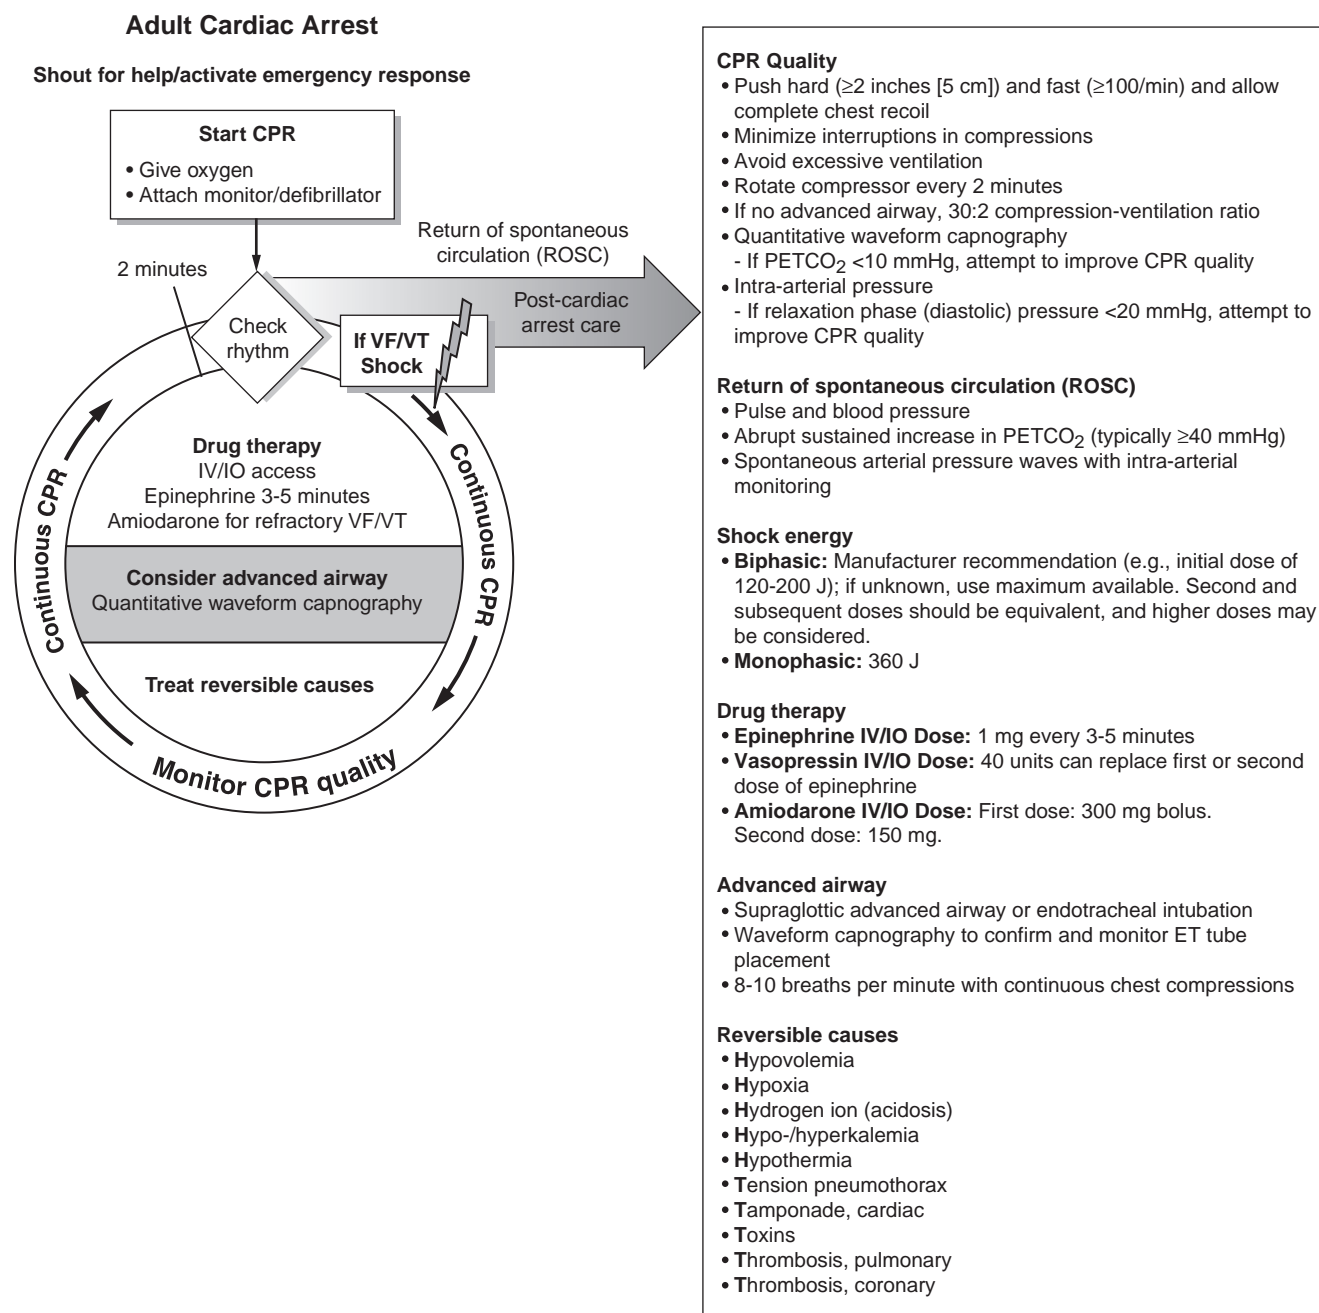 Adult Cardiac Arrest
Shout for help/activate emergency response
Start CPR
• Give oxygen
• Attach monitor/defibrillator
Return of spontaneous
circulation (ROSC)
2 minutes
Post-cardiac
arrest care
Check
rhythm
If VF/VT
Shock
Drug therapy
IV/IO access
Epinephrine 3-5 minutes
Amiodarone for refractory VF/VT
Consider advanced airway
Quantitative waveform capnography
Treat reversible causes
Continuous CPR
Continuous CPR
Monitor CPR quality
CPR Quality
• Push hard (≥2 inches [5 cm]) and fast (≥100/min) and allow
complete chest recoil
• Minimize interruptions in compressions
• Avoid excessive ventilation
• Rotate compressor every 2 minutes
• If no advanced airway, 30:2 compression-ventilation ratio
• Quantitative waveform capnography
- If PETCO2 <10 mmHg, attempt to improve CPR quality
• Intra-arterial pressure
- If relaxation phase (diastolic) pressure <20 mmHg, attempt to
improve CPR quality
Return of spontaneous circulation (ROSC)
• Pulse and blood pressure
• Abrupt sustained increase in PETCO2 (typically ≥40 mmHg)
• Spontaneous arterial pressure waves with intra-arterial
monitoring
Shock energy
• Biphasic: Manufacturer recommendation (e.g., initial dose of
120-200 J); if unknown, use maximum available. Second and
subsequent doses should be equivalent, and higher doses may
be considered.
• Monophasic: 360 J
Drug therapy
• Epinephrine IV/IO Dose: 1 mg every 3-5 minutes
• Vasopressin IV/IO Dose: 40 units can replace first or second
dose of epinephrine
• Amiodarone IV/IO Dose: First dose: 300 mg bolus.
Second dose: 150 mg.
Advanced airway
• Supraglottic advanced airway or endotracheal intubation
• Waveform capnography to confirm and monitor ET tube
placement
• 8-10 breaths per minute with continuous chest compressions
Reversible causes
• Hypovolemia
• Hypoxia
• Hydrogen ion (acidosis)
• Hypo-/hyperkalemia
• Hypothermia
• Tension pneumothorax
• Tamponade, cardiac
• Toxins
• Thrombosis, pulmonary
• Thrombosis, coronary